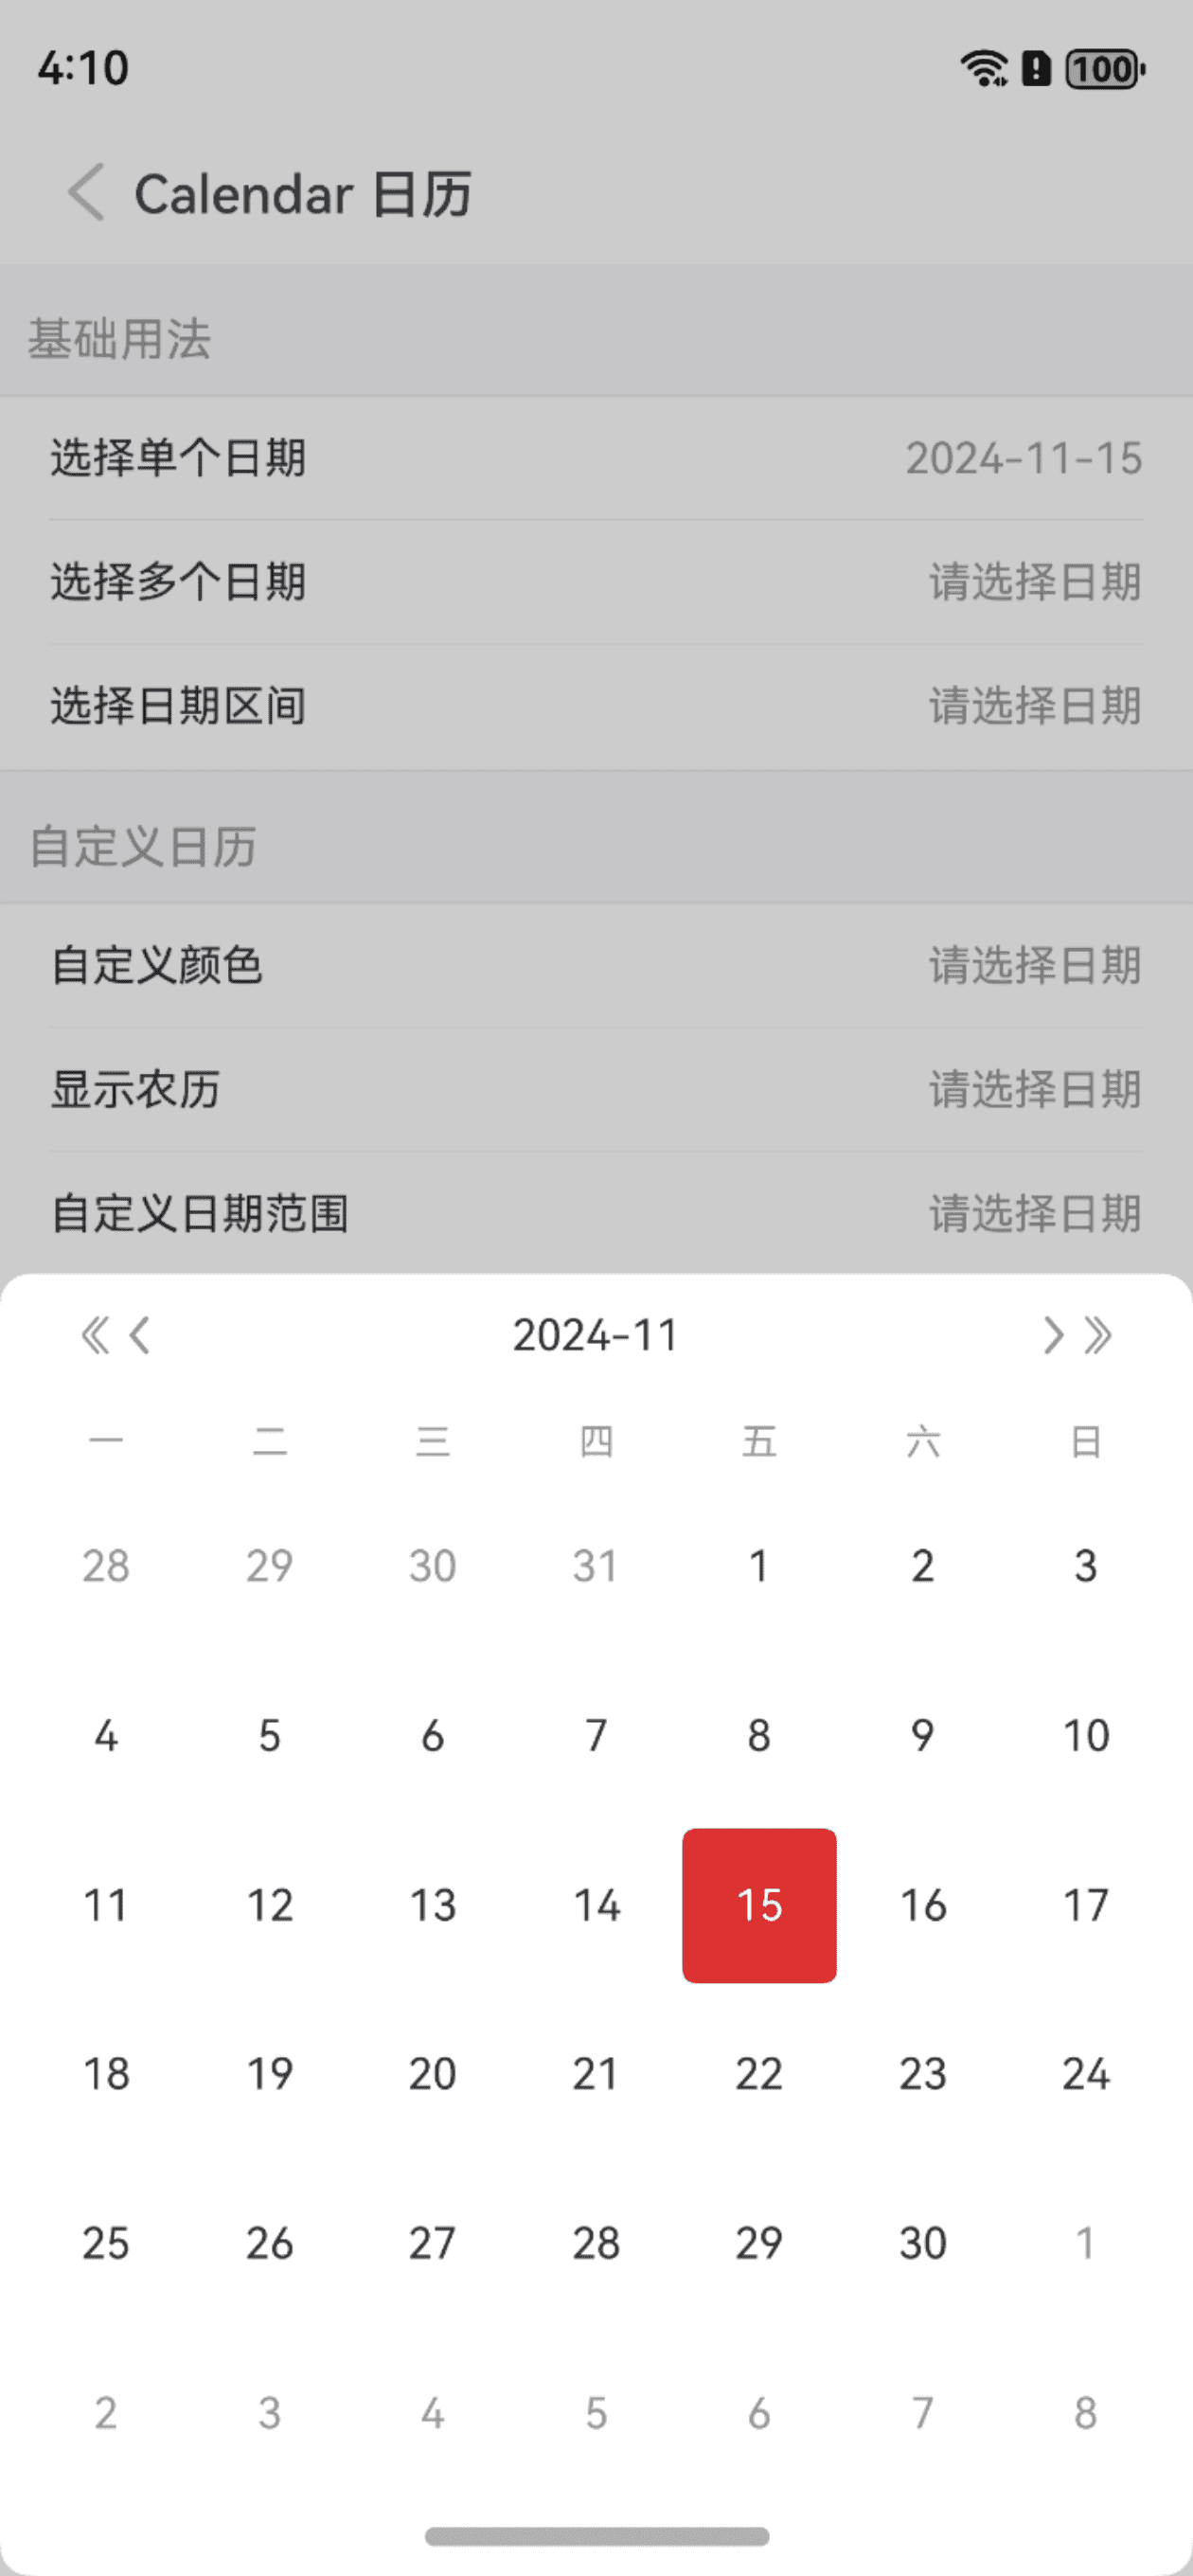 4:10
100
Calendar 日历
基础用法
选择单个日期 2024-11-15
选择多个日期 请选择日期
选择日期区间 请选择日期
自定义日历
自定义颜色 请选择日期
显示农历 请选择日期
自定义日期范围 请选择日期
2024-11
一 二 三 四 五 六 日
28 29 30 31 1 2 3
4 5 6 7 8 9 10
11 12 13 14 15 16 17
18 19 20 21 22 23 24
25 26 27 28 29 30 1
2 3 4 5 6 7 8